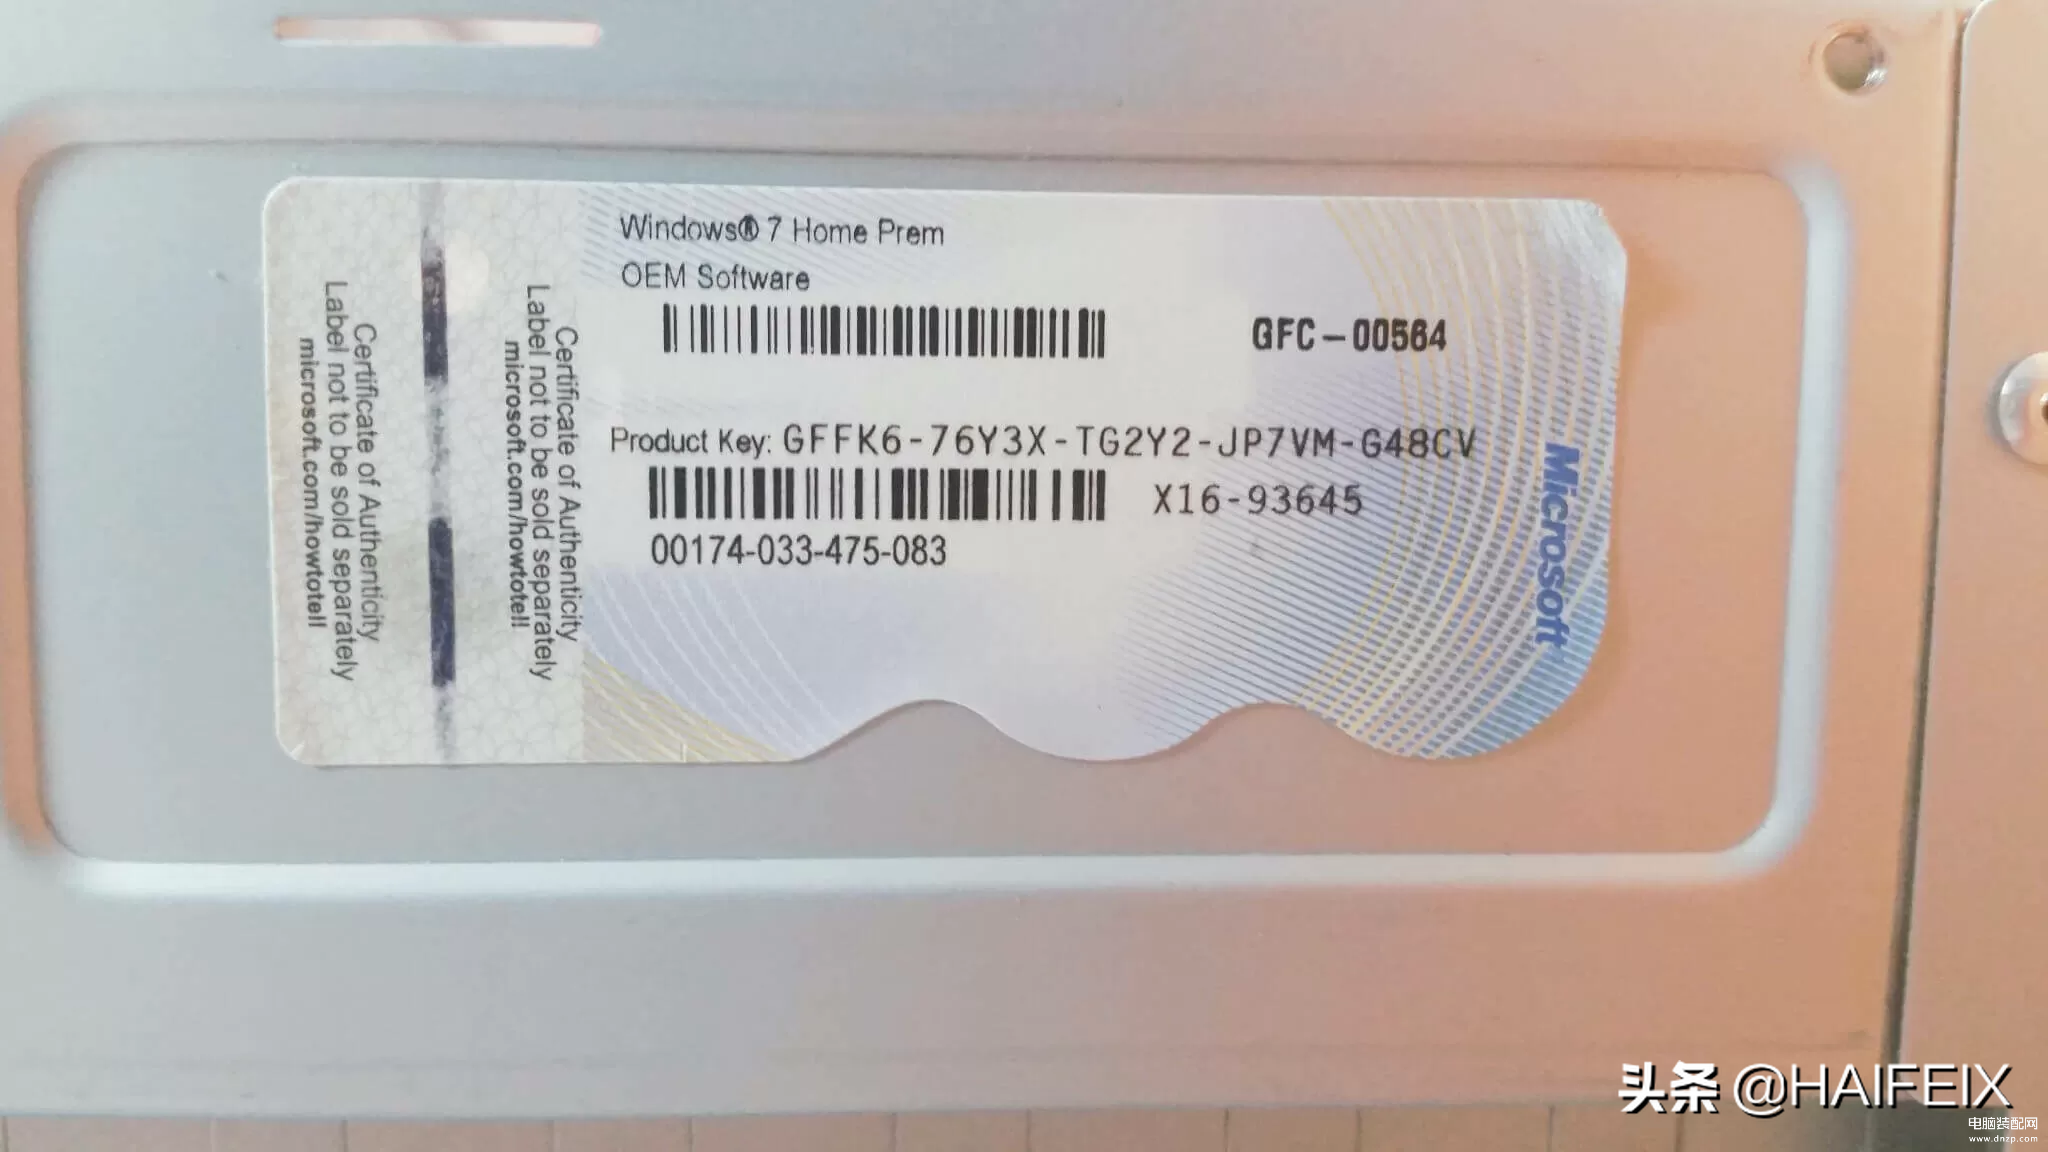 Windows® 7 Home Prem
OEM Software
GFC-00564
Product Key: GFFK6-76Y3X-TG2Y2-JP7VM-G48CV
X16-93645
00174-033-475-083
Microsoft
Certificate of Authenticity
Label not to be sold separately
microsoft.com/howtotell
Certificate of Authenticity
Label not to be sold separately
microsoft.com/howtotell
头条 @HAIFEIX
电脑装配网
www.dnzp.com